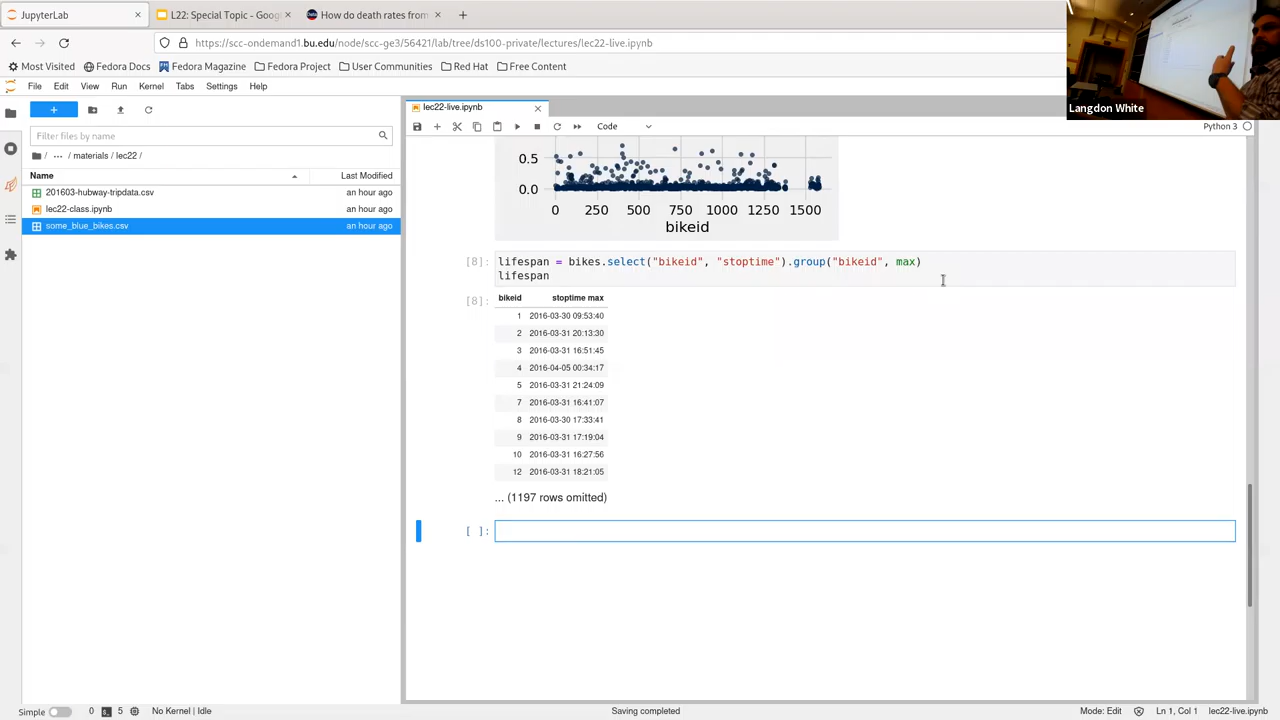 JupyterLab
L22: Special Topic - Goog
How do death rates from
https://scc-ondemand1.bu.edu/node/scc-ge3/56421/lab/tree/ds100-private/lectures/lec22-live.ipynb
Most Visited
Fedora Docs
Fedora Magazine
Fedora Project
User Communities
Red Hat
Free Content
Langdon White
File Edit View Run Kernel Tabs Settings Help
lec22-live.ipynb
Code
Python 3
Filter files by name
/ ... / materials / lec22 /
Name Last Modified
201603-hubway-tripdata.csv an hour ago
lec22-class.ipynb an hour ago
some_blue_bikes.csv an hour ago
0.5
0.0
0 250 500 750 1000 1250 1500
bikeid
[8]: lifespan = bikes.select("bikeid", "stoptime").group("bikeid", max)
lifespan
[8]: bikeid stoptime max
1 2016-03-30 09:53:40
2 2016-03-31 20:13:30
3 2016-03-31 16:51:45
4 2016-04-05 00:34:17
5 2016-03-31 21:24:09
7 2016-03-31 16:41:07
8 2016-03-30 17:33:41
9 2016-03-31 17:19:04
10 2016-03-31 16:27:56
12 2016-03-31 18:21:05
... (1197 rows omitted)
[ ]:
Simple 0 5 No Kernel | Idle Saving completed Mode: Edit Ln 1, Col 1 lec22-live.ipynb